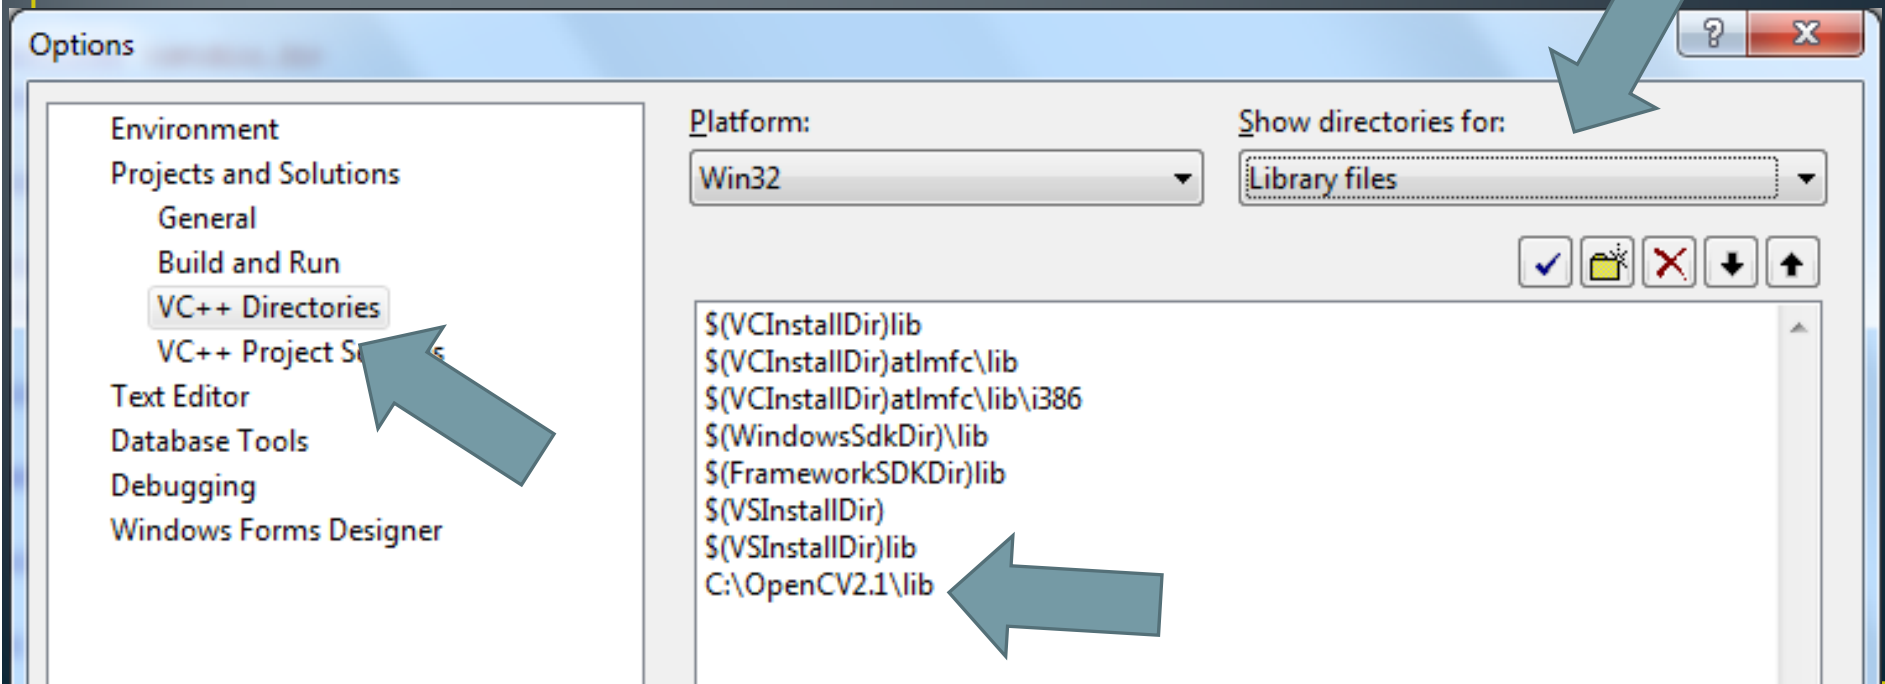 Options
Environment
Projects and Solutions
General
Build and Run
VC++ Directories
VC++ Project
Text Editor
Database Tools
Debugging
Windows Forms Designer
Platform:
Win32
Show directories for:
Library files
$(VCInstallDir)lib
$(VCInstallDir)atlmfc\lib
$(VCInstallDir)atlmfc\lib\i386
$(WindowsSdkDir)\lib
$(FrameworkSDKDir)lib
$(VSInstallDir)
$(VSInstallDir)lib
C:\OpenCV2.1\lib